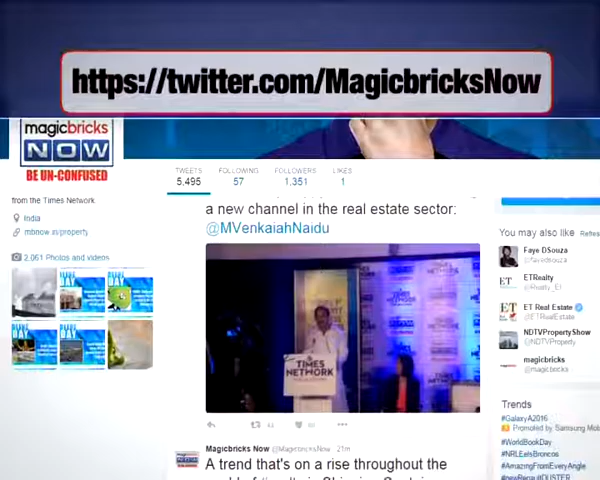 https://twitter.com/MagicbricksNow
magicbricks
NOW
BE UN-CONFUSED
TWEETS
5,495
FOLLOWING
57
FOLLOWERS
1,351
LIKES
1
from the Times Network
India
mbnow.in/property
2,061 Photos and videos
a new channel in the real estate sector:
@MVenkaiahNaidu
TIMES
NETWORK
Magicbricks Now @MagicbricksNow 21m
A trend that's on a rise throughout the
You may also like
Faye DSouza
@fayedsouza
ETRealty
@Realty_ET
ET Real Estate
@ETRealEstate
NDTVPropertyShow
@NDTVProperty
magicbricks
@magicbricks
Trends
#GalaxyA2016
Promoted by Samsung Mob
#WorldBookDay
#NRLEelsBroncos
#AmazingFromEveryAngle